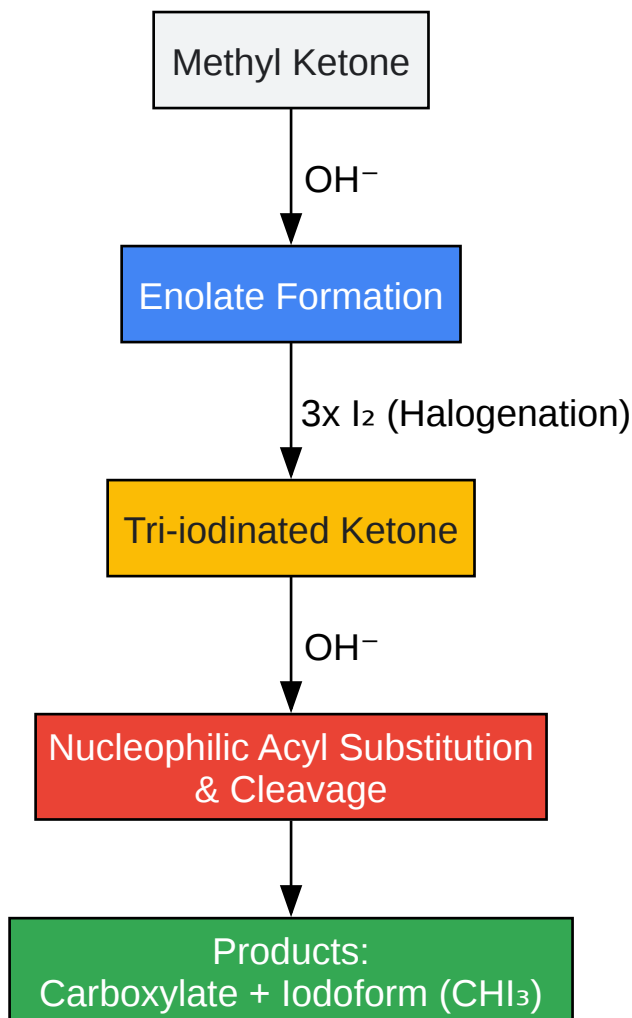 Methyl Ketone
OH⁻
Enolate Formation
3x I₂ (Halogenation)
Tri-iodinated Ketone
OH⁻
Nucleophilic Acyl Substitution
& Cleavage
Products:
Carboxylate + Iodoform (CHI₃)